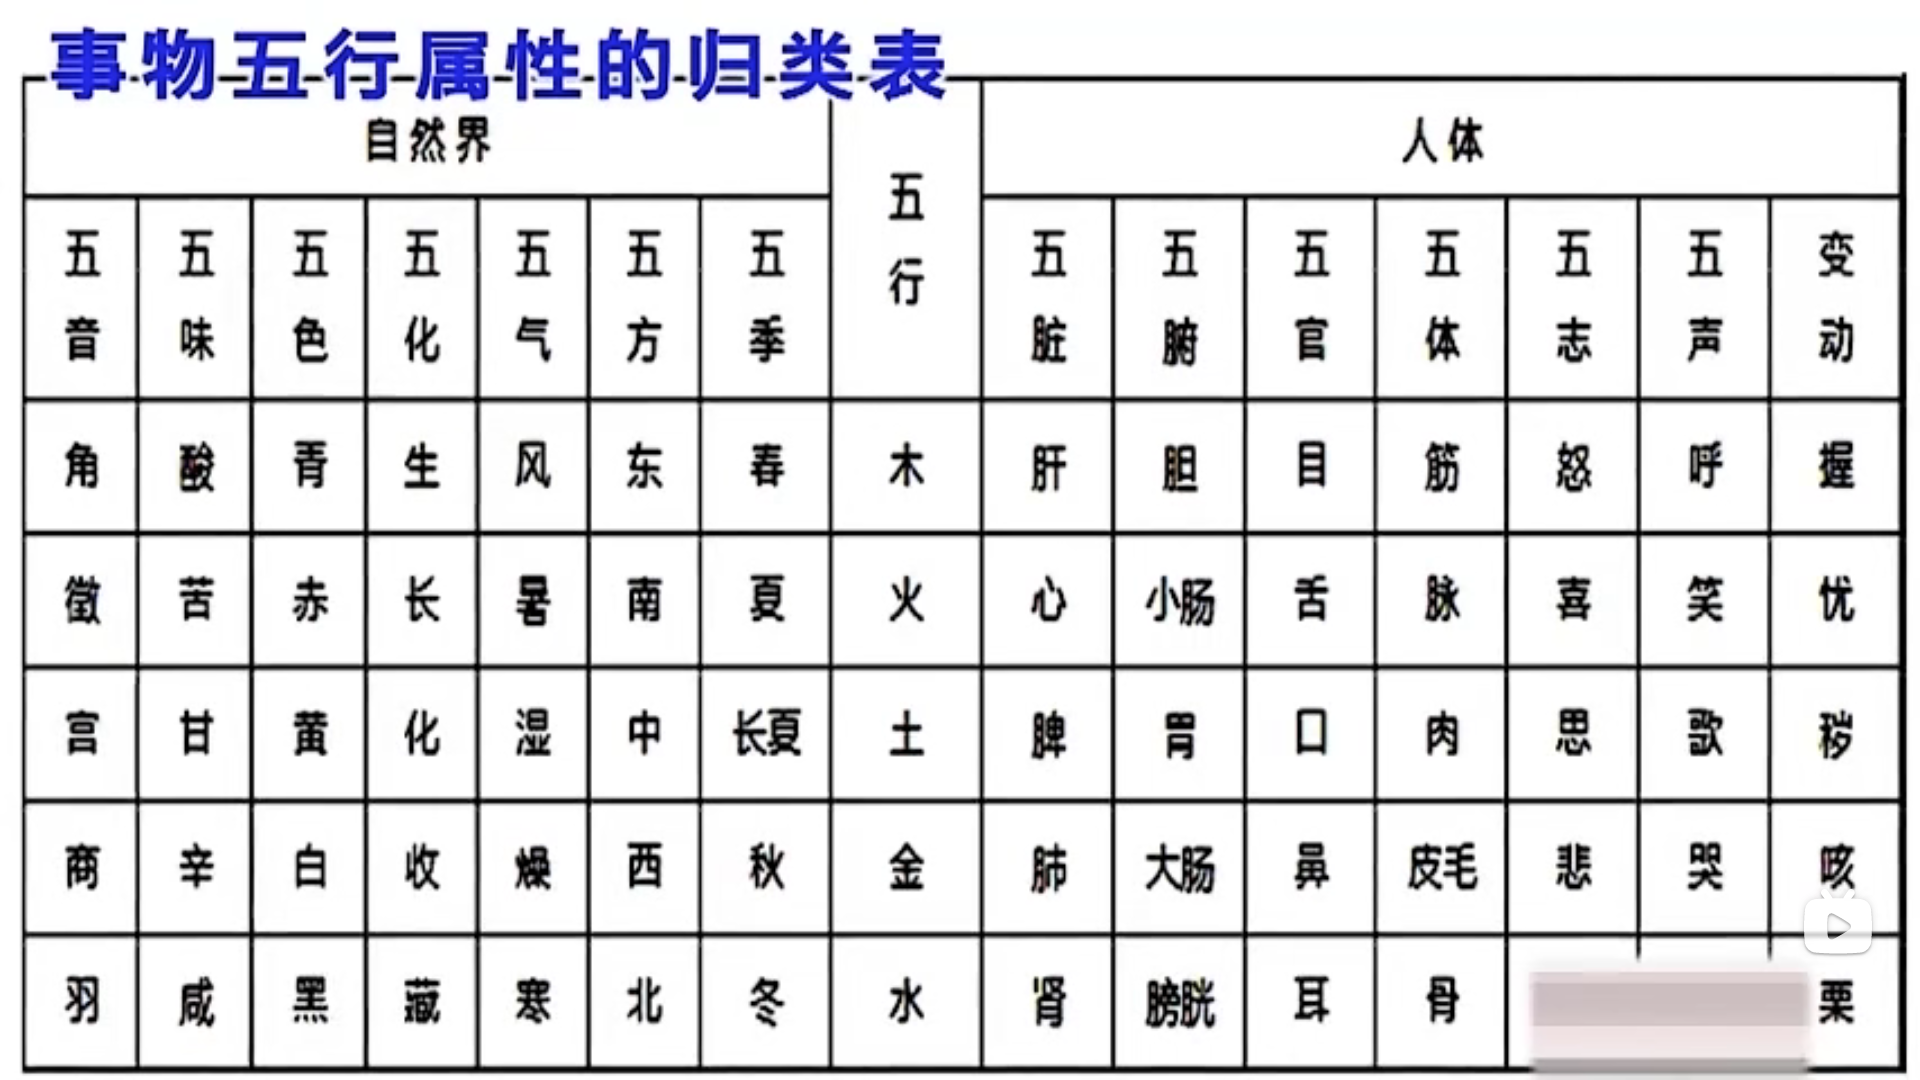 事物五行属性的归类表
自然界 五行 人体
五音 五味 五色 五化 五气 五方 五季 五脏 五腑 五官 五体 五志 五声 变动
角 酸 青 生 风 东 春 木 肝 胆 目 筋 怒 呼 握
徵 苦 赤 长 暑 南 夏 火 心 小肠 舌 脉 喜 笑 忧
宫 甘 黄 化 湿 中 长夏 土 脾 胃 口 肉 思 歌 秽
商 辛 白 收 燥 西 秋 金 肺 大肠 鼻 皮毛 悲 哭 咳
羽 咸 黑 藏 寒 北 冬 水 肾 膀胱 耳 骨 栗